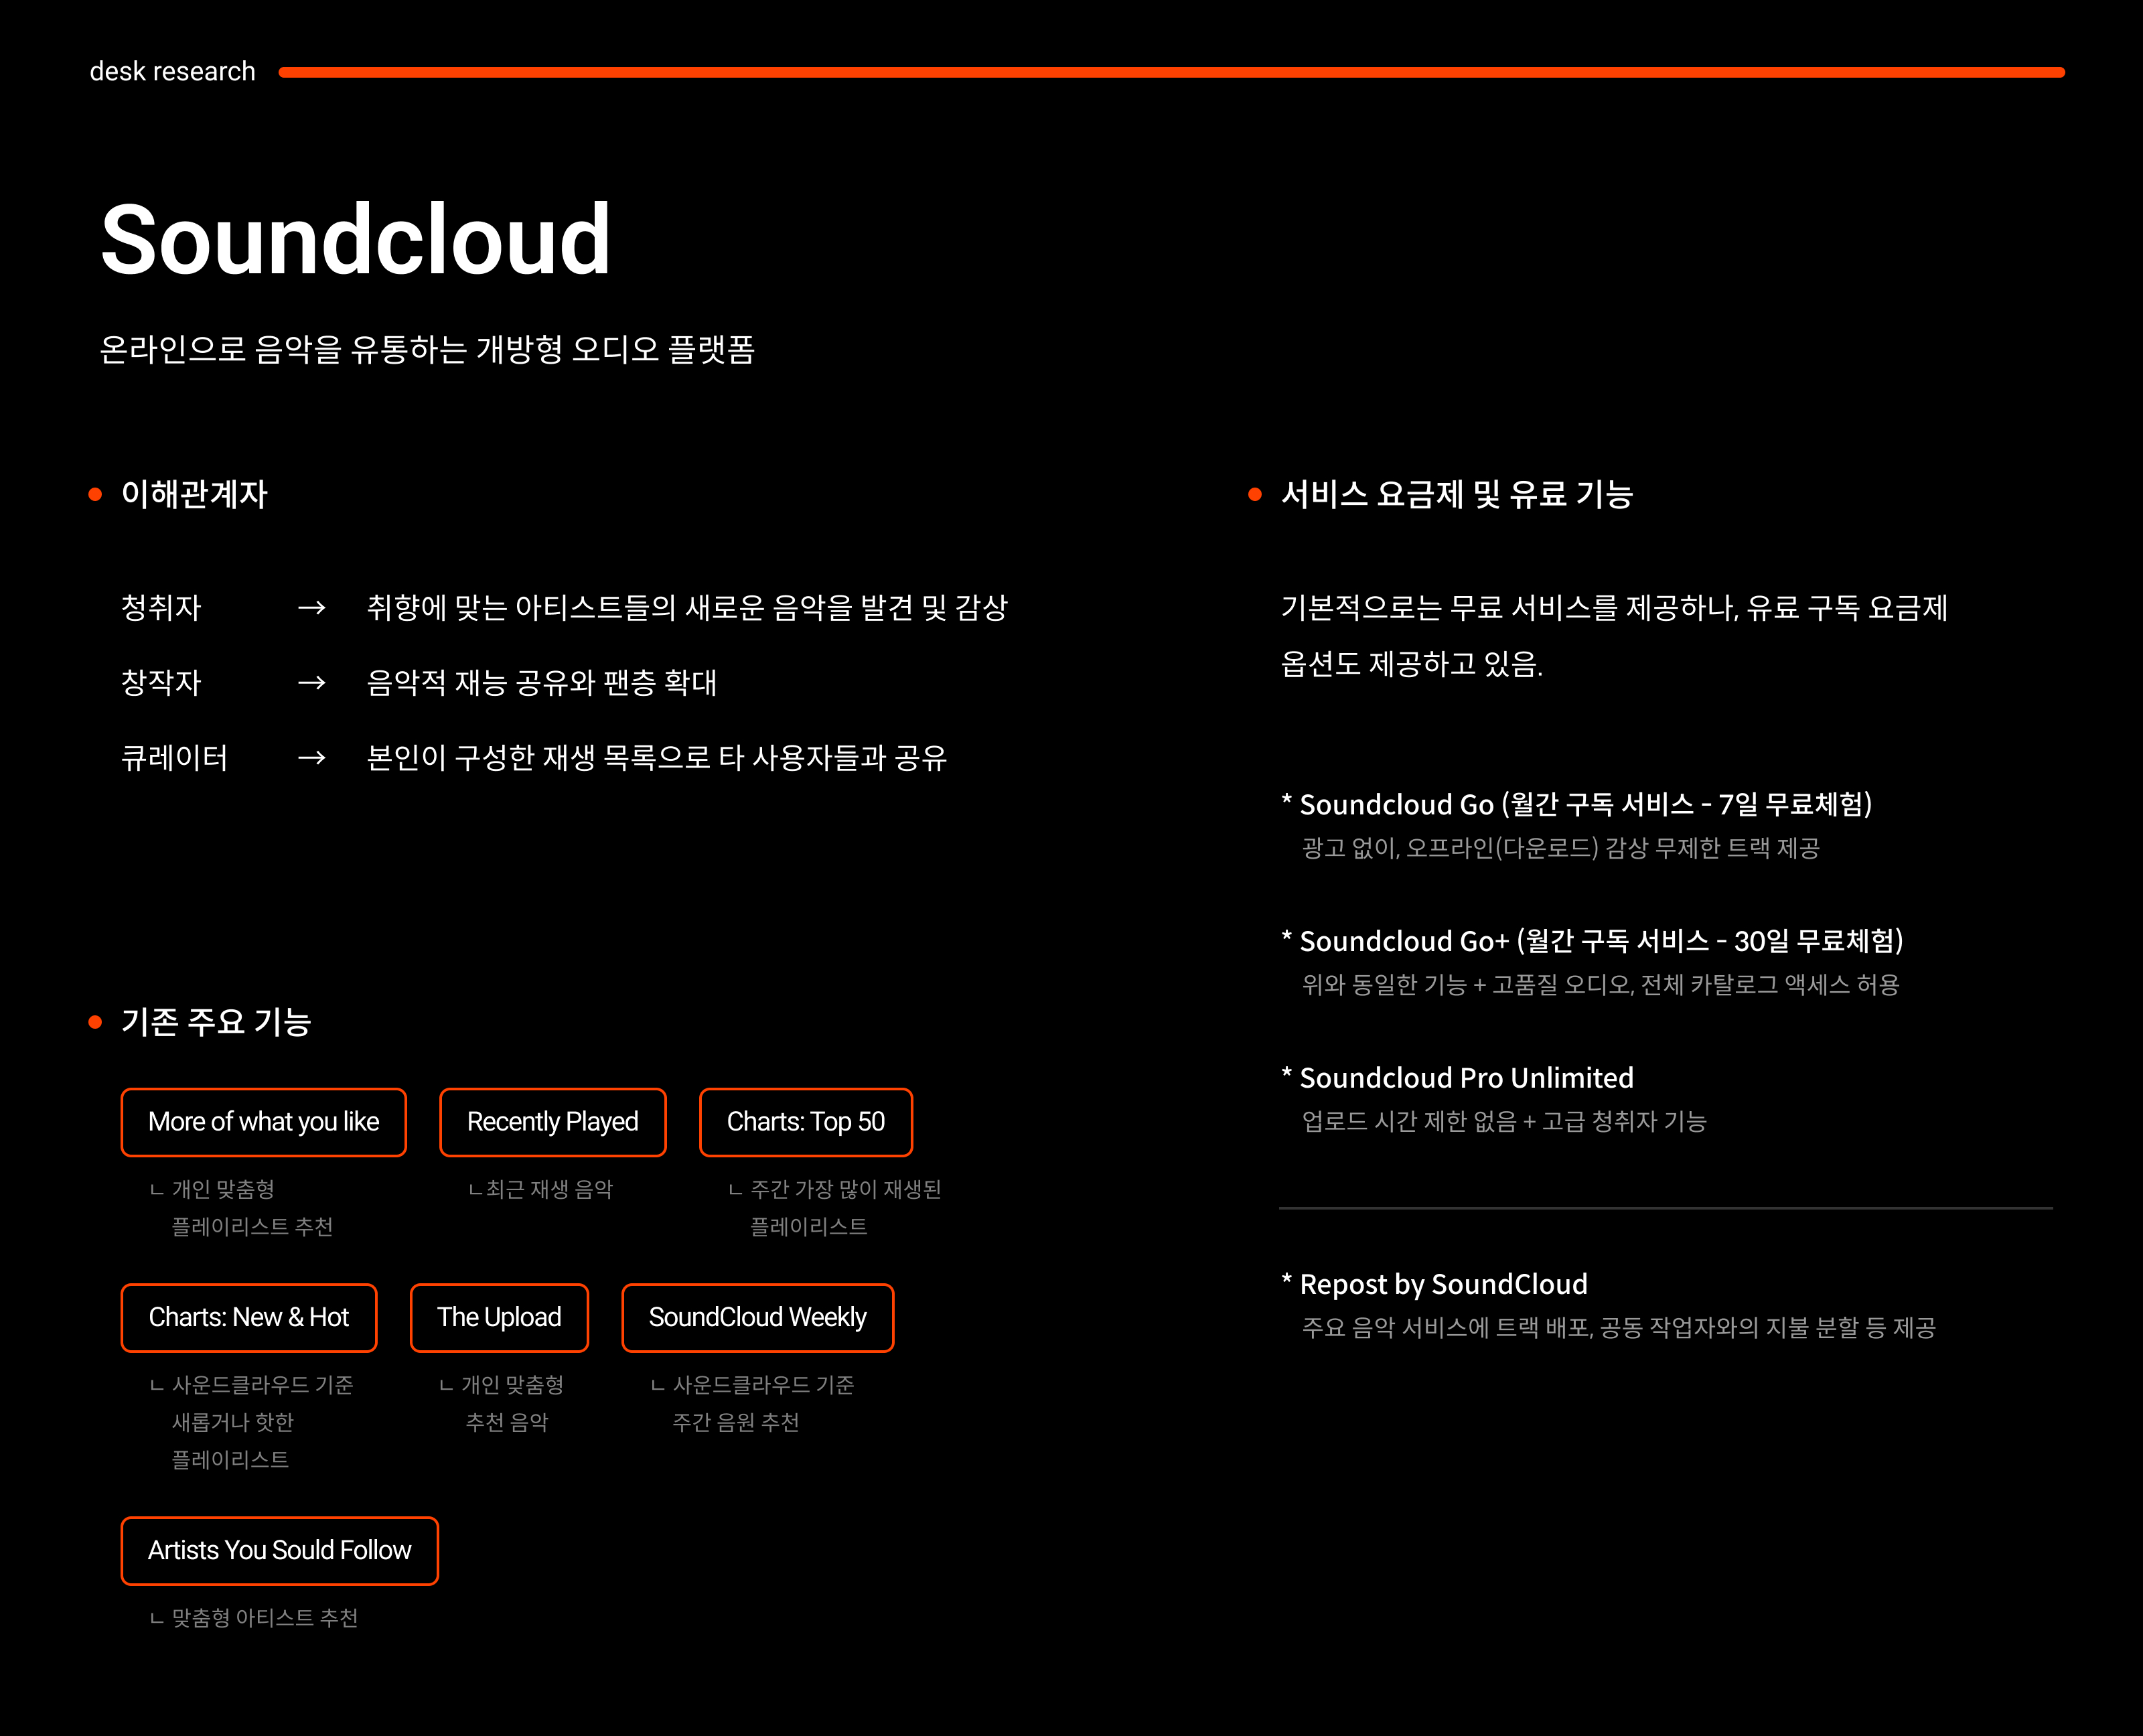 desk research
Soundcloud
온라인으로 음악을 유통하는 개방형 오디오 플랫폼
이해관계자
청취자 → 취향에 맞는 아티스트들의 새로운 음악을 발견 및 감상
창작자 → 음악적 재능 공유와 팬층 확대
큐레이터 → 본인이 구성한 재생 목록으로 타 사용자들과 공유
기존 주요 기능
More of what you like
ㄴ 개인 맞춤형
플레이리스트 추천
Recently Played
ㄴ최근 재생 음악
Charts: Top 50
ㄴ 주간 가장 많이 재생된
플레이리스트
Charts: New & Hot
ㄴ 사운드클라우드 기준
새롭거나 핫한
플레이리스트
The Upload
ㄴ 개인 맞춤형
추천 음악
SoundCloud Weekly
ㄴ 사운드클라우드 기준
주간 음원 추천
Artists You Sould Follow
ㄴ 맞춤형 아티스트 추천
서비스 요금제 및 유료 기능
기본적으로는 무료 서비스를 제공하나, 유료 구독 요금제
옵션도 제공하고 있음.
* Soundcloud Go (월간 구독 서비스 - 7일 무료체험)
광고 없이, 오프라인(다운로드) 감상 무제한 트랙 제공
* Soundcloud Go+ (월간 구독 서비스 - 30일 무료체험)
위와 동일한 기능 + 고품질 오디오, 전체 카탈로그 액세스 허용
* Soundcloud Pro Unlimited
업로드 시간 제한 없음 + 고급 청취자 기능
* Repost by SoundCloud
주요 음악 서비스에 트랙 배포, 공동 작업자와의 지불 분할 등 제공